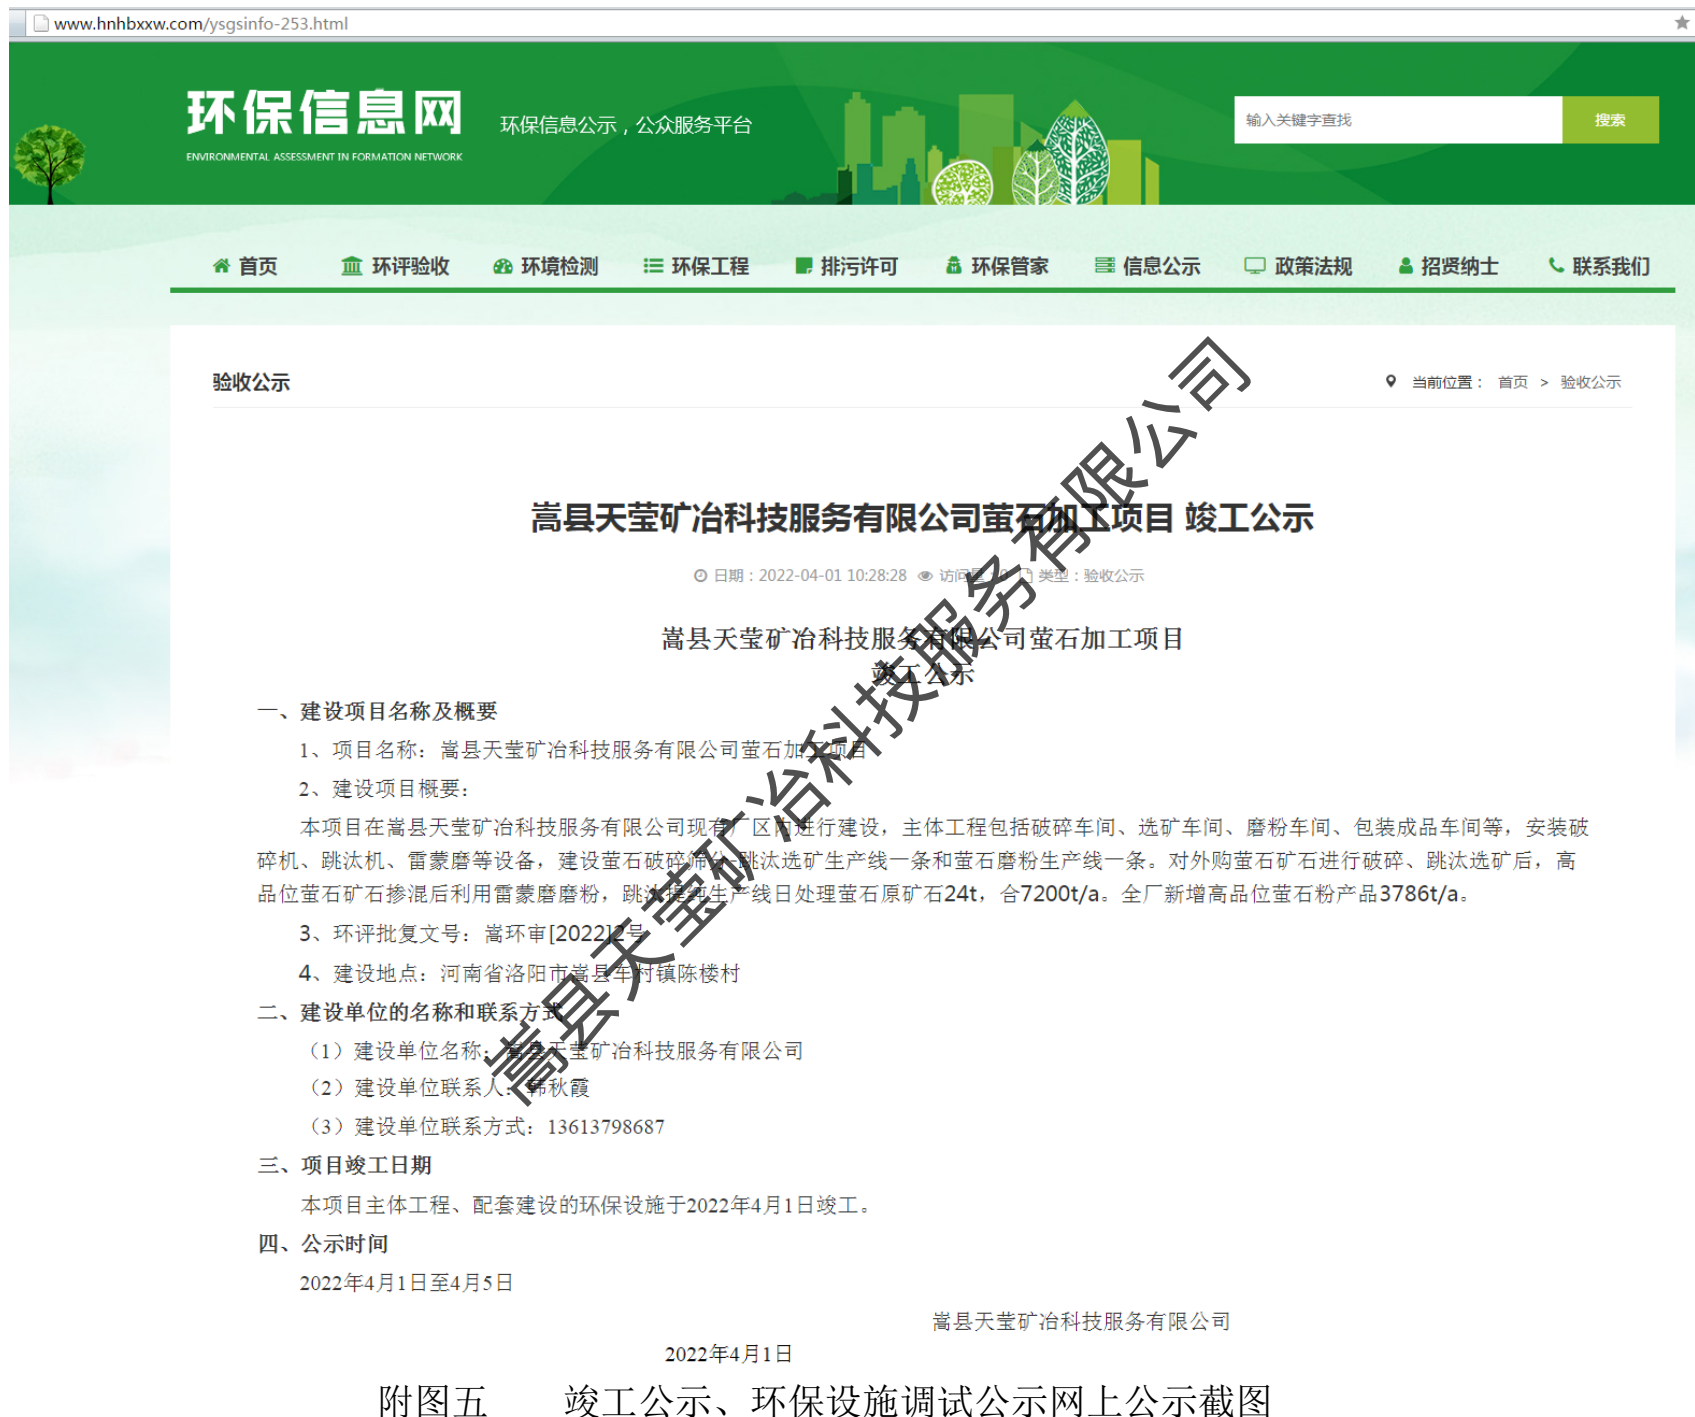 www.hnhbxxw.com/ysgsinfo-253.html
环保信息网
ENVIRONMENTAL ASSESSMENT IN FORMATION NETWORK
环保信息公示，公众服务平台
输入关键字直找
搜索
首页 环评验收 环境检测 环保工程 排污许可 环保管家 信息公示 政策法规 招贤纳士 联系我们
验收公示
当前位置： 首页 > 验收公示
嵩县天莹矿冶科技服务有限公司萤石加工项目 竣工公示
日期：2022-04-01 10:28:28 访问量：0 类型：验收公示
嵩县天莹矿冶科技服务有限公司萤石加工项目
竣工公示
一、建设项目名称及概要
1、项目名称：嵩县天莹矿冶科技服务有限公司萤石加工项目
2、建设项目概要：
本项目在嵩县天莹矿冶科技服务有限公司现有厂区内进行建设，主体工程包括破碎车间、选矿车间、磨粉车间、包装成品车间等，安装破
碎机、跳汰机、雷蒙磨等设备，建设萤石破碎筛分-跳汰选矿生产线一条和萤石磨粉生产线一条。对外购萤石矿石进行破碎、跳汰选矿后，高
品位萤石矿石掺混后利用雷蒙磨磨粉，跳汰提纯生产线日处理萤石原矿石24t，合7200t/a。全厂新增高品位萤石粉产品3786t/a。
3、环评批复文号：嵩环审[2022]2号
4、建设地点：河南省洛阳市嵩县车村镇陈楼村
二、建设单位的名称和联系方式
（1）建设单位名称：嵩县天莹矿冶科技服务有限公司
（2）建设单位联系人：韩秋霞
（3）建设单位联系方式：13613798687
三、项目竣工日期
本项目主体工程、配套建设的环保设施于2022年4月1日竣工。
四、公示时间
2022年4月1日至4月5日
嵩县天莹矿冶科技服务有限公司
2022年4月1日
附图五 竣工公示、环保设施调试公示网上公示截图
嵩县天莹矿冶科技服务有限公司